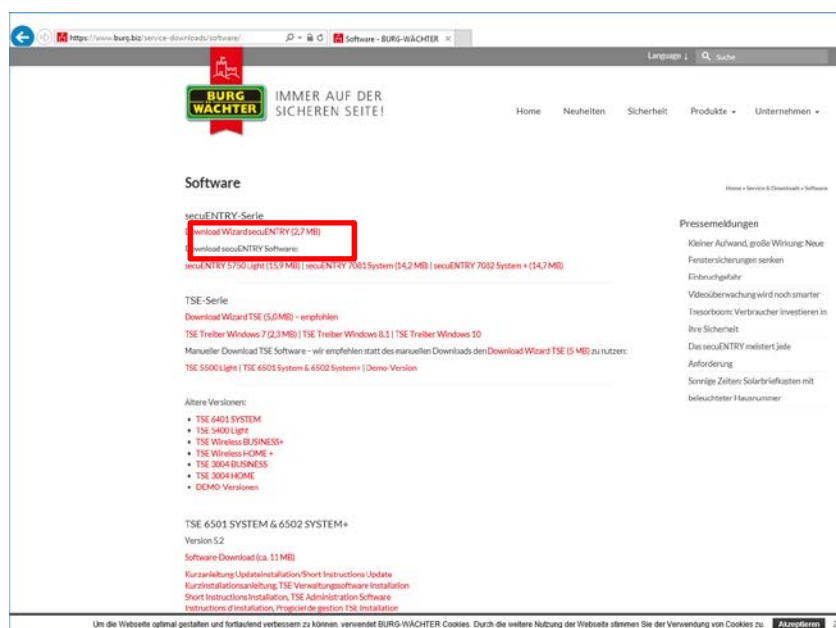 https://www.burg.biz/service-downloads/software/
Software - BURG-WÄCHTER
Language ↓
Suche
BURG
WÄCHTER
IMMER AUF DER
SICHEREN SEITE!
Home Neuheiten Sicherheit Produkte Unternehmen
Software
Home » Service & Downloads » Software
secuENTRY-Serie
Download Wizard secuENTRY (2,7 MB)
Download secuENTRY Software:
secuENTRY 5750 Light (15,9 MB) | secuENTRY 7081 System (14,2 MB) | secuENTRY 7082 System + (14,7 MB)
TSE-Serie
Download Wizard TSE (5,0 MB) – empfohlen
TSE Treiber Windows 7 (2,3 MB) | TSE Treiber Windows 8.1 | TSE Treiber Windows 10
Manueller Download TSE Software – wir empfehlen statt des manuellen Downloads den Download Wizard TSE (5 MB) zu nutzen:
TSE 5500 Light | TSE 6501 System & 6502 System+ | Demo-Version
Ältere Versionen:
TSE 6401 SYSTEM
TSE 5400 Light
TSE Wireless BUSINESS+
TSE Wireless HOME +
TSE 3004 BUSINESS
TSE 3004 HOME
DEMO-Versionen
TSE 6501 SYSTEM & 6502 SYSTEM+
Version 5.2
Software-Download (ca. 11 MB)
Kurzanleitung Updateinstallation/Short Instructions Update
Kurzinstallationsanleitung, TSE Verwaltungssoftware Installation
Short Instructions Installation, TSE Administration Software
Instructions d'installation, Progiciel de gestion TSE Installation
Pressemeldungen
Kleiner Aufwand, große Wirkung: Neue
Fenstersicherungen senken
Einbruchgefahr
Videoüberwachung wird noch smarter
Tresorboom: Verbraucher investieren in
ihre Sicherheit
Das secuENTRY meistert jede
Anforderung
Sonnige Zeiten: Solarbriefkasten mit
beleuchteter Hausnummer
Um die Webseite optimal gestalten und fortlaufend verbessern zu können, verwendet BURG-WÄCHTER Cookies. Durch die weitere Nutzung der Webseite stimmen Sie der Verwendung von Cookies zu. Akzeptieren